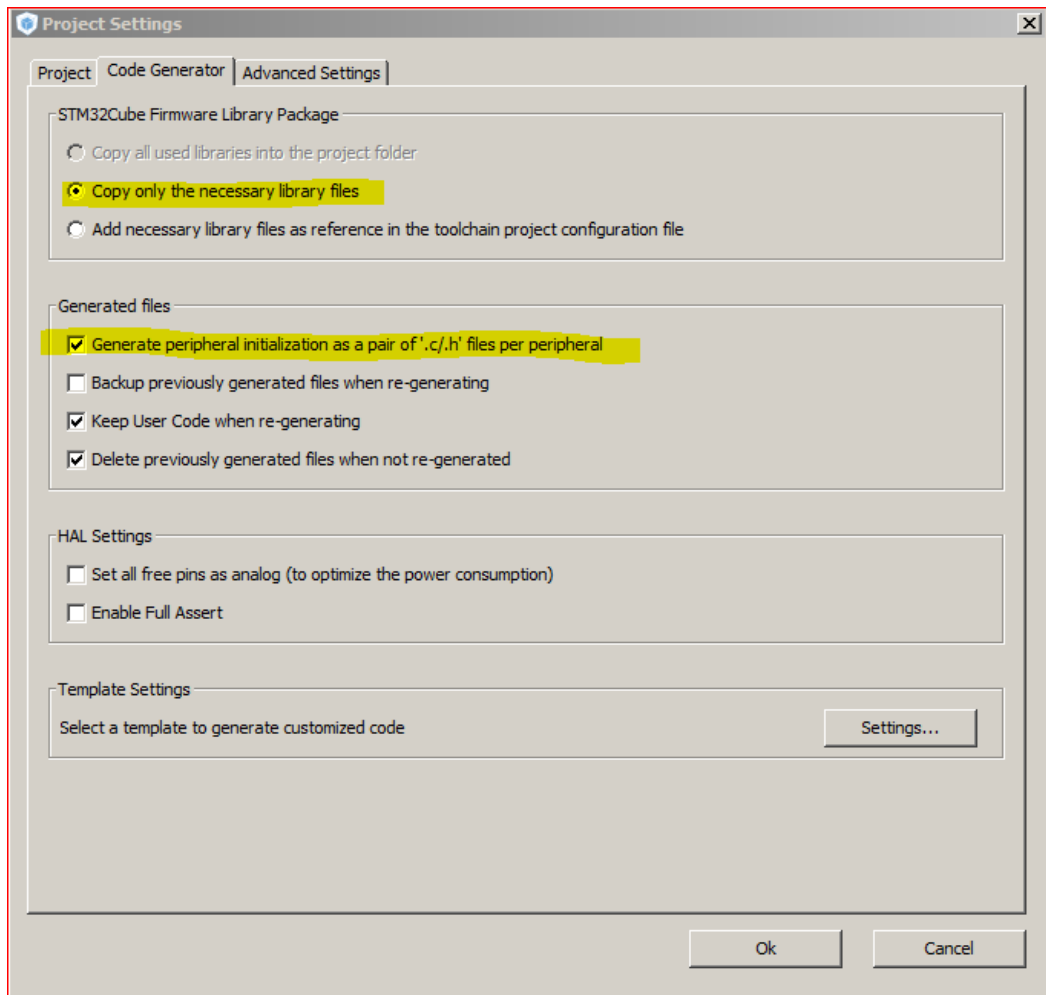 Project Settings
Project Code Generator Advanced Settings
STM32Cube Firmware Library Package
Copy all used libraries into the project folder
Copy only the necessary library files
Add necessary library files as reference in the toolchain project configuration file
Generated files
Generate peripheral initialization as a pair of '.c/.h' files per peripheral
Backup previously generated files when re-generating
Keep User Code when re-generating
Delete previously generated files when not re-generated
HAL Settings
Set all free pins as analog (to optimize the power consumption)
Enable Full Assert
Template Settings
Select a template to generate customized code Settings...
Ok Cancel